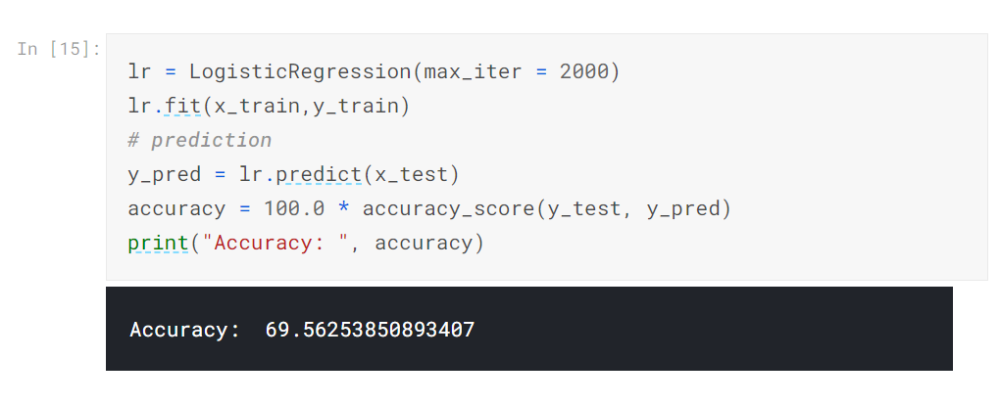 In [15]:
lr = LogisticRegression(max_iter = 2000)
lr.fit(x_train,y_train)
# prediction
y_pred = lr.predict(x_test)
accuracy = 100.0 * accuracy_score(y_test, y_pred)
print("Accuracy: ", accuracy)
Accuracy:  69.56253850893407